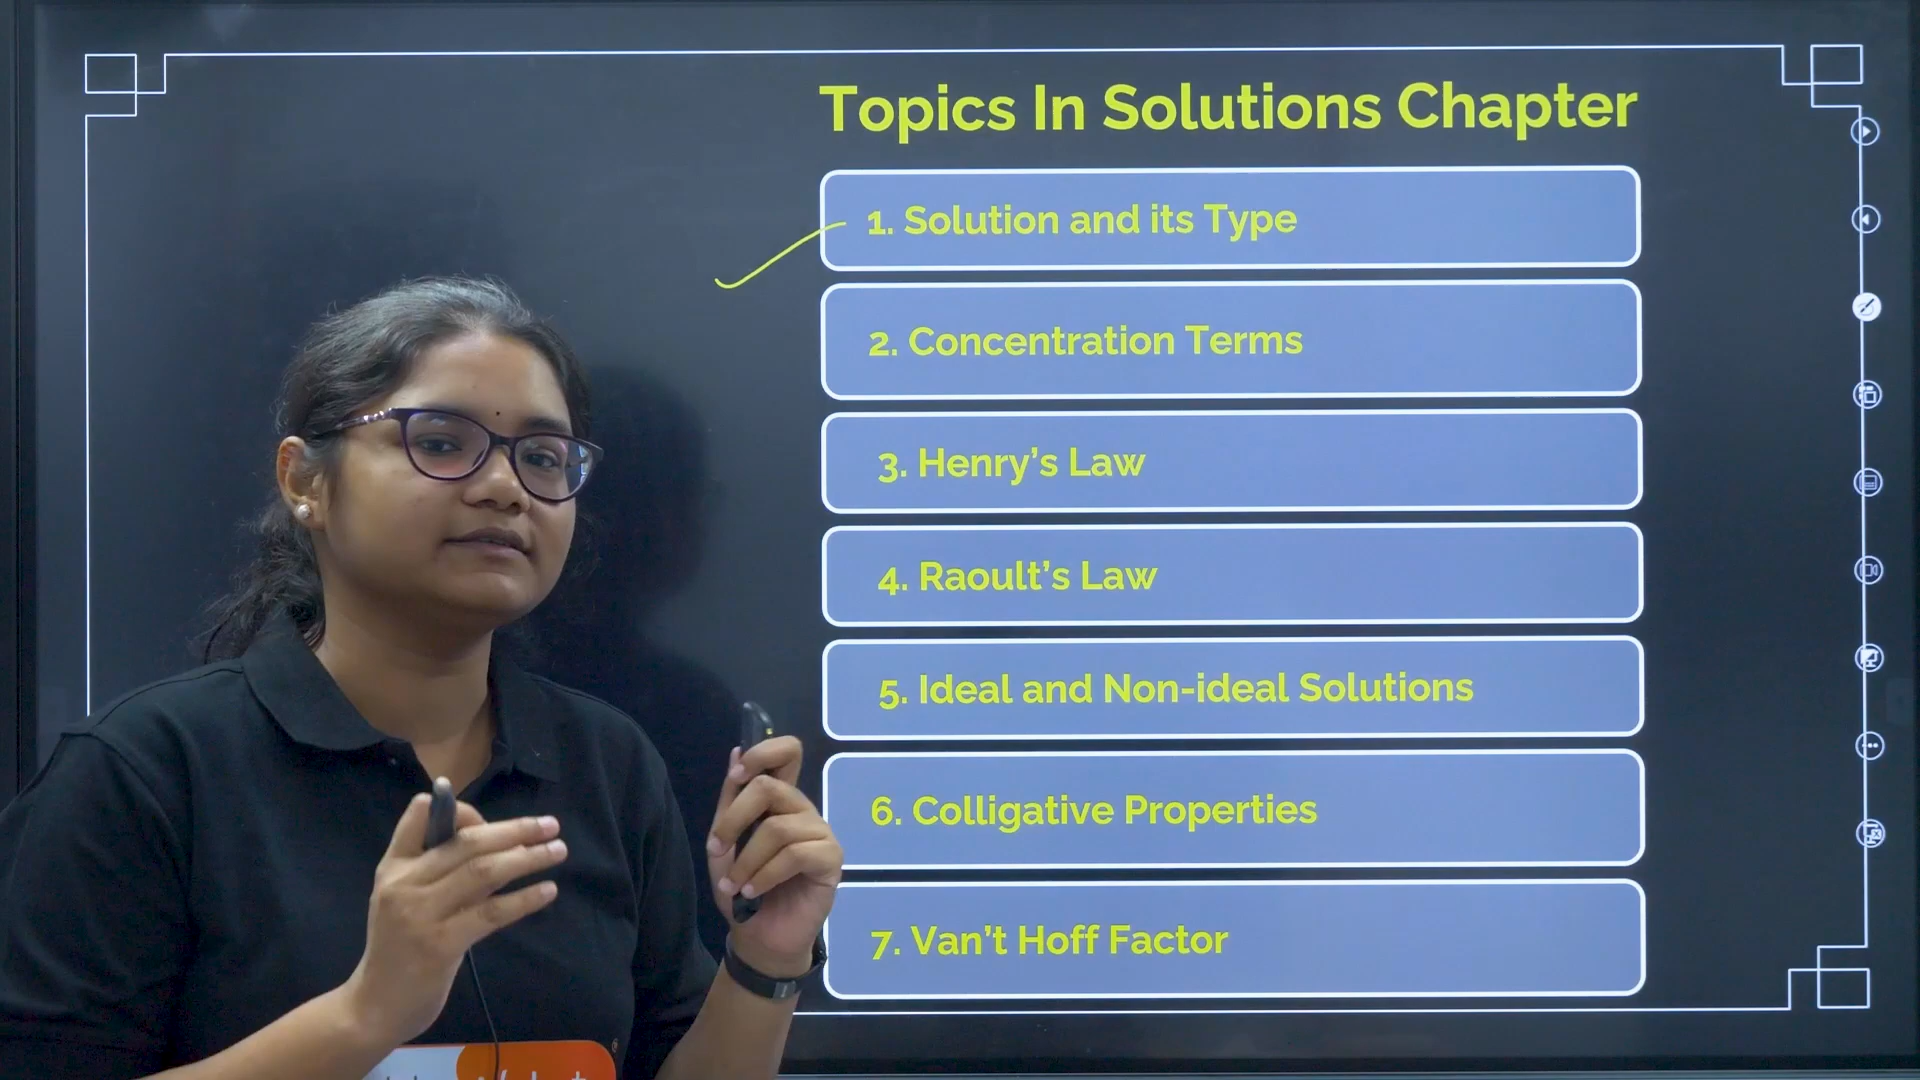 Topics In Solutions Chapter
1. Solution and its Type
2. Concentration Terms
3. Henry's Law
4. Raoult's Law
5. Ideal and Non-ideal Solutions
6. Colligative Properties
7. Van't Hoff Factor